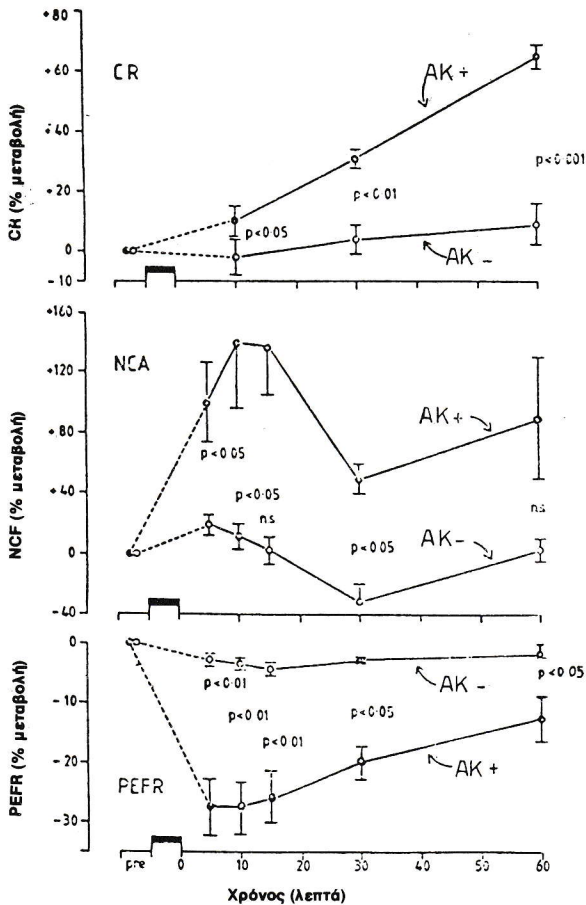 +80
+60
+40
+20
0
-10
CR (% μεταβολή)
CR
AK+
p<0.05
p<0.01
p<0.001
AK-
+160
+120
+80
+40
0
-40
NCF (% μεταβολή)
NCA
AK+
p<0.05
p<0.05
ns
p<0.05
ns
AK-
0
-10
-20
-30
PEFR (% μεταβολή)
PEFR
p<0.01
p<0.01
p<0.01
p<0.05
p<0.05
AK-
AK+
pre 0 10 20 30 40 50 60
Χρόνος (λεπτά)